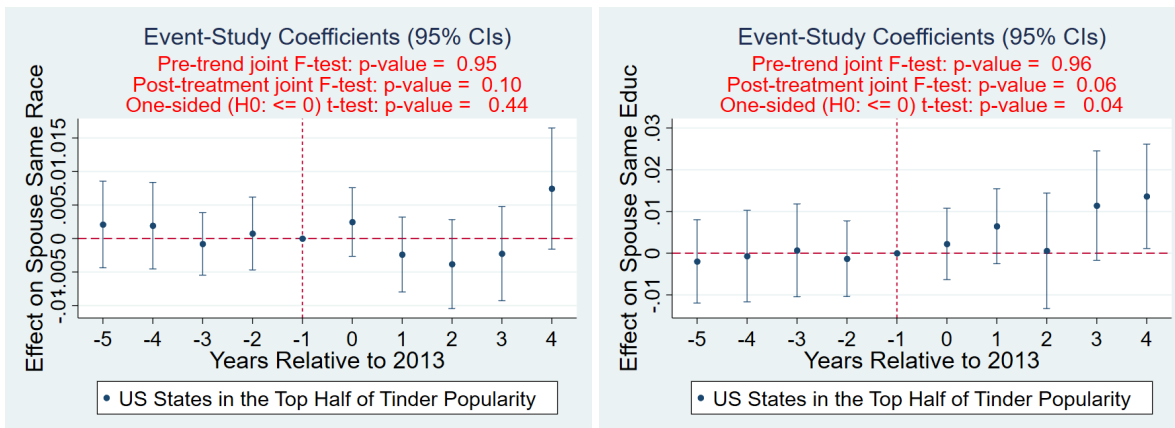 Event-Study Coefficients (95% CIs)
Pre-trend joint F-test: p-value = 0.95
Post-treatment joint F-test: p-value = 0.10
One-sided (H0: <= 0) t-test: p-value = 0.44
Effect on Spouse Same Race
.015
.01
.005
0
-.005
-.01
-5 -4 -3 -2 -1 0 1 2 3 4
Years Relative to 2013
US States in the Top Half of Tinder Popularity
Event-Study Coefficients (95% CIs)
Pre-trend joint F-test: p-value = 0.96
Post-treatment joint F-test: p-value = 0.06
One-sided (H0: <= 0) t-test: p-value = 0.04
Effect on Spouse Same Educ
.03
.02
.01
0
-.01
-5 -4 -3 -2 -1 0 1 2 3 4
Years Relative to 2013
US States in the Top Half of Tinder Popularity